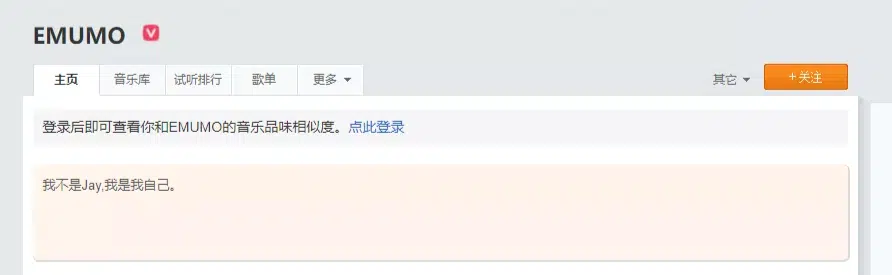 EMUMO V
主页 音乐库 试听排行 歌单 更多 其它 +关注
登录后即可查看你和EMUMO的音乐品味相似度。点此登录
我不是Jay,我是我自己。